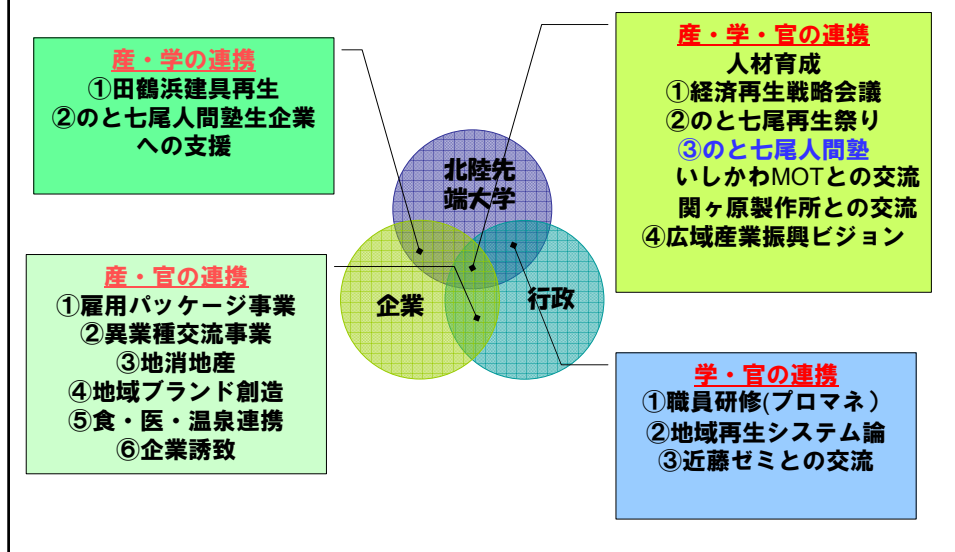 産・学の連携
①田鶴浜建具再生
②のと七尾人間塾生企業
への支援
産・学・官の連携
人材育成
①経済再生戦略会議
②のと七尾再生祭り
③のと七尾人間塾
いしかわMOTとの交流
関ヶ原製作所との交流
④広域産業振興ビジョン
北陸先
端大学
企業
行政
産・官の連携
①雇用パッケージ事業
②異業種交流事業
③地消地産
④地域ブランド創造
⑤食・医・温泉連携
⑥企業誘致
学・官の連携
①職員研修(プロマネ）
②地域再生システム論
③近藤ゼミとの交流